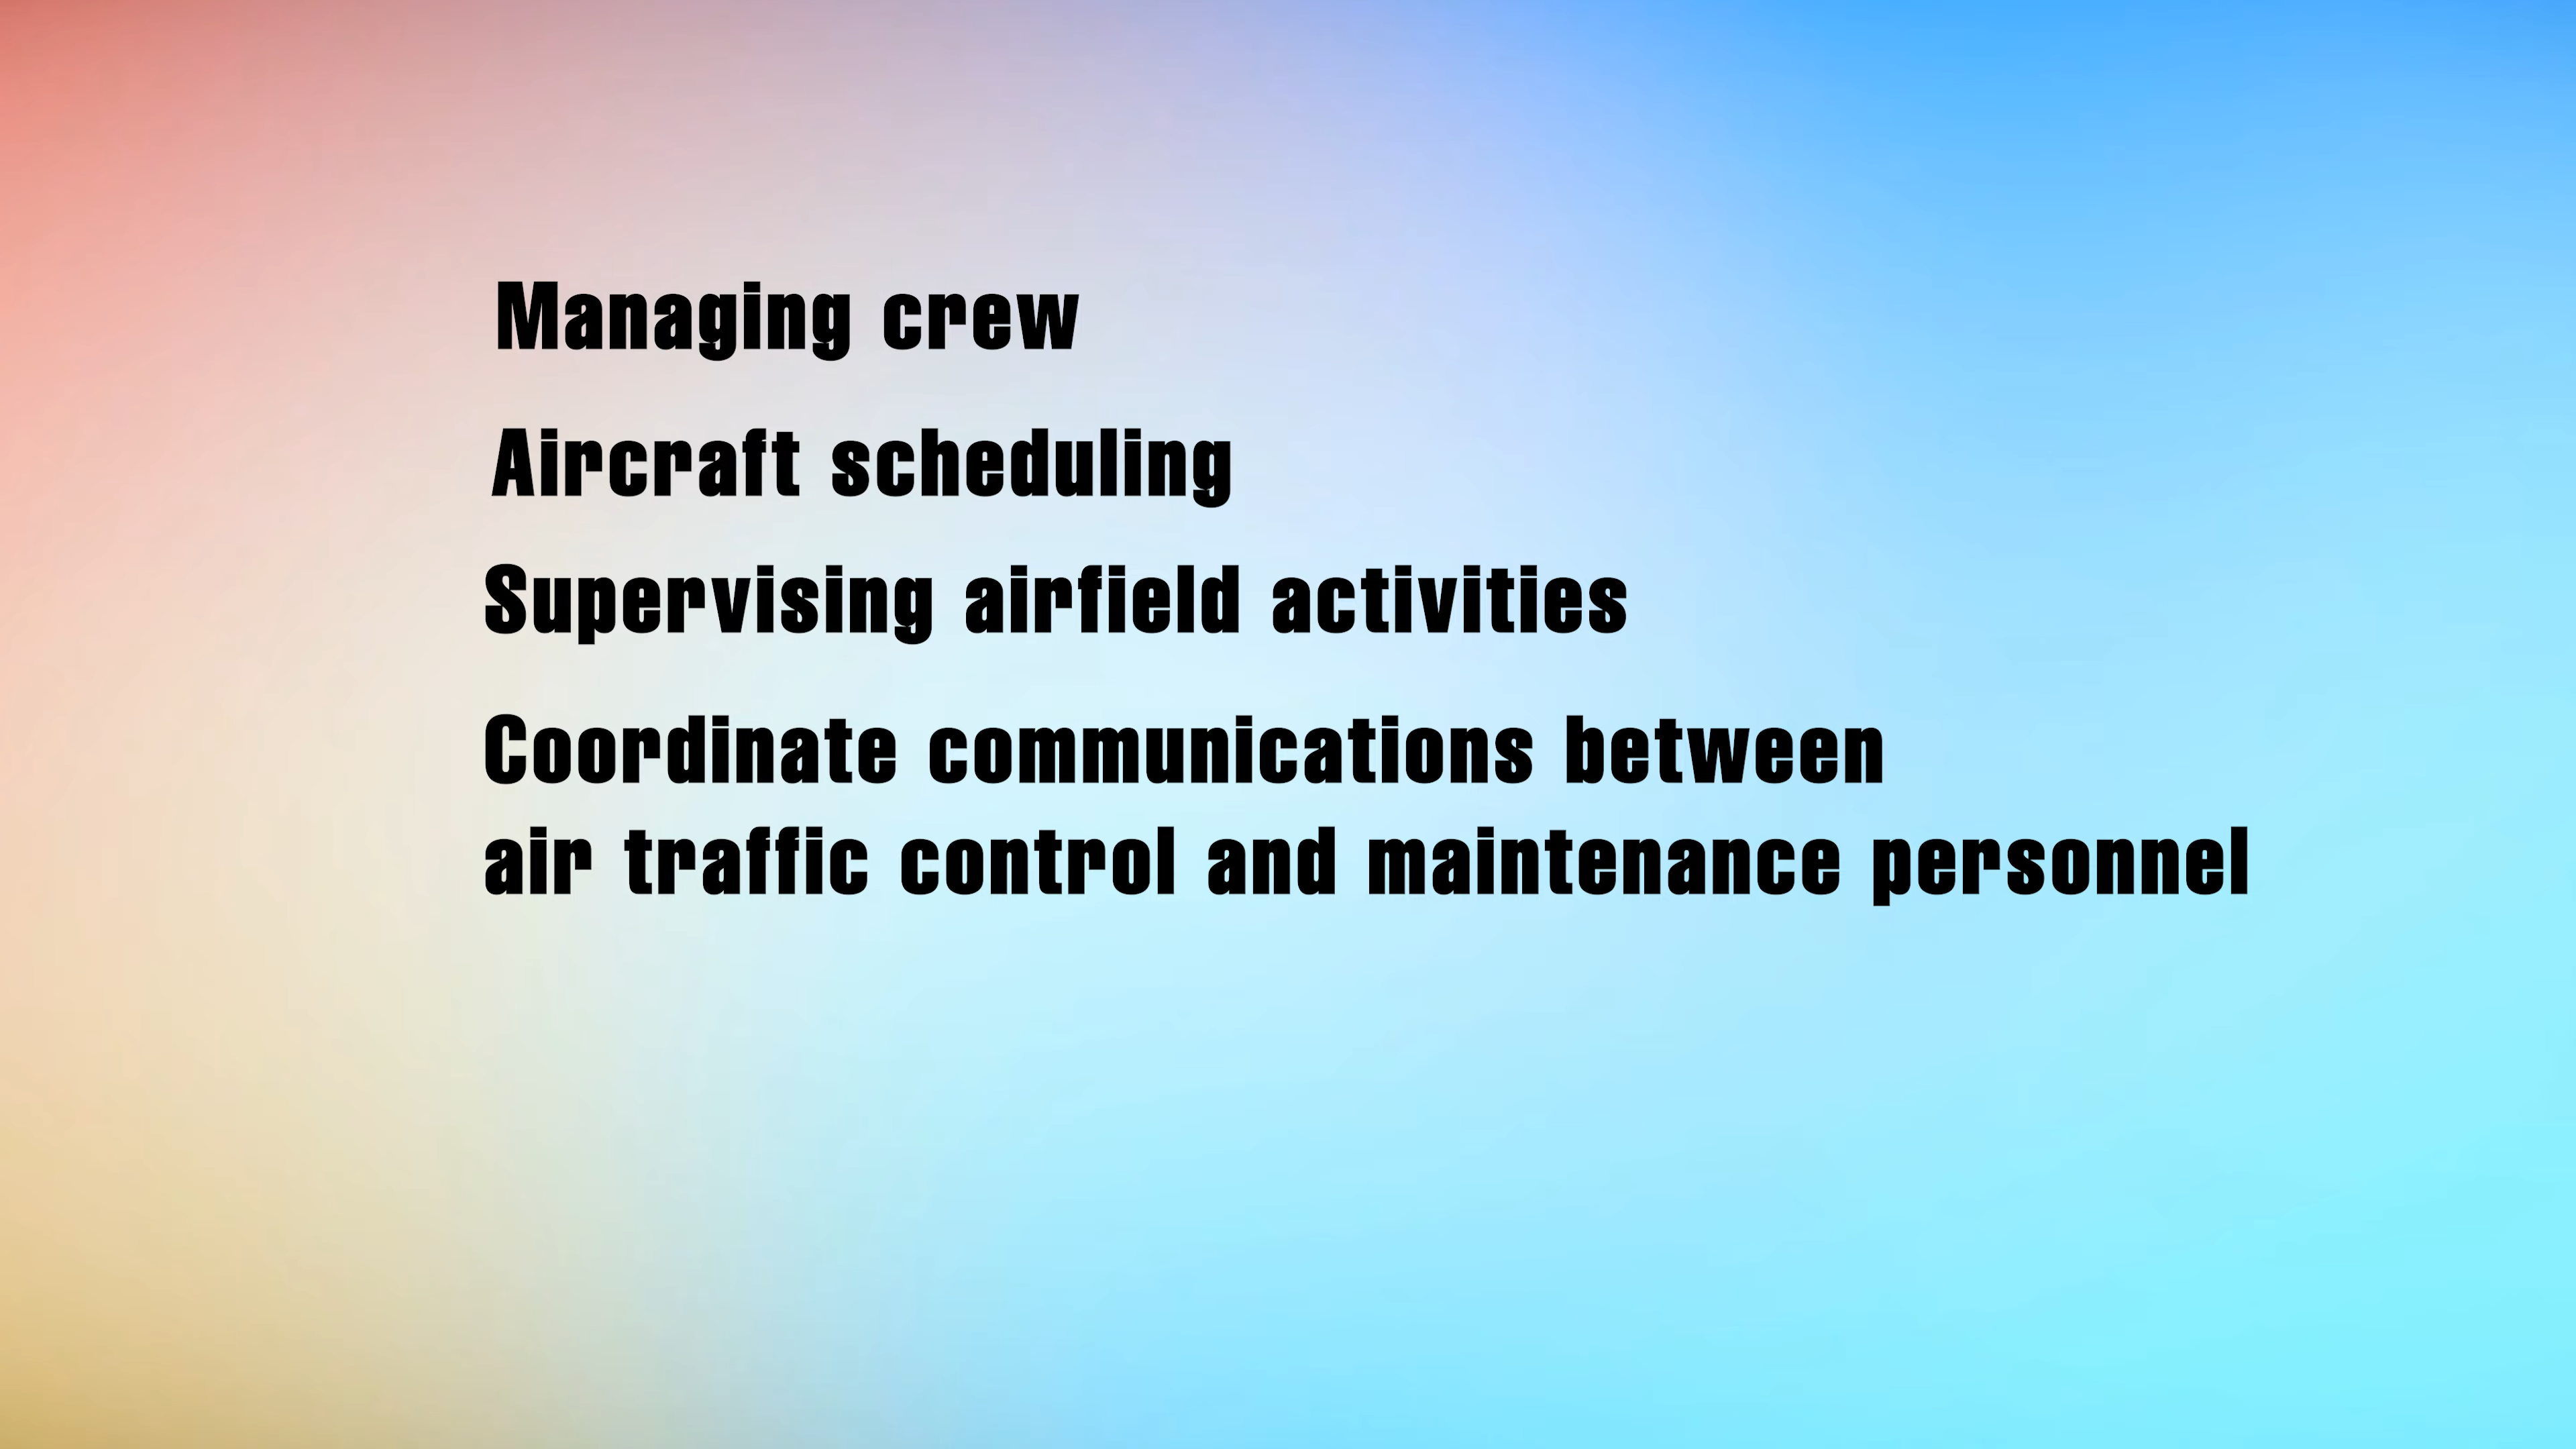 Managing crew
Aircraft scheduling
Supervising airfield activities
Coordinate communications between
air traffic control and maintenance personnel